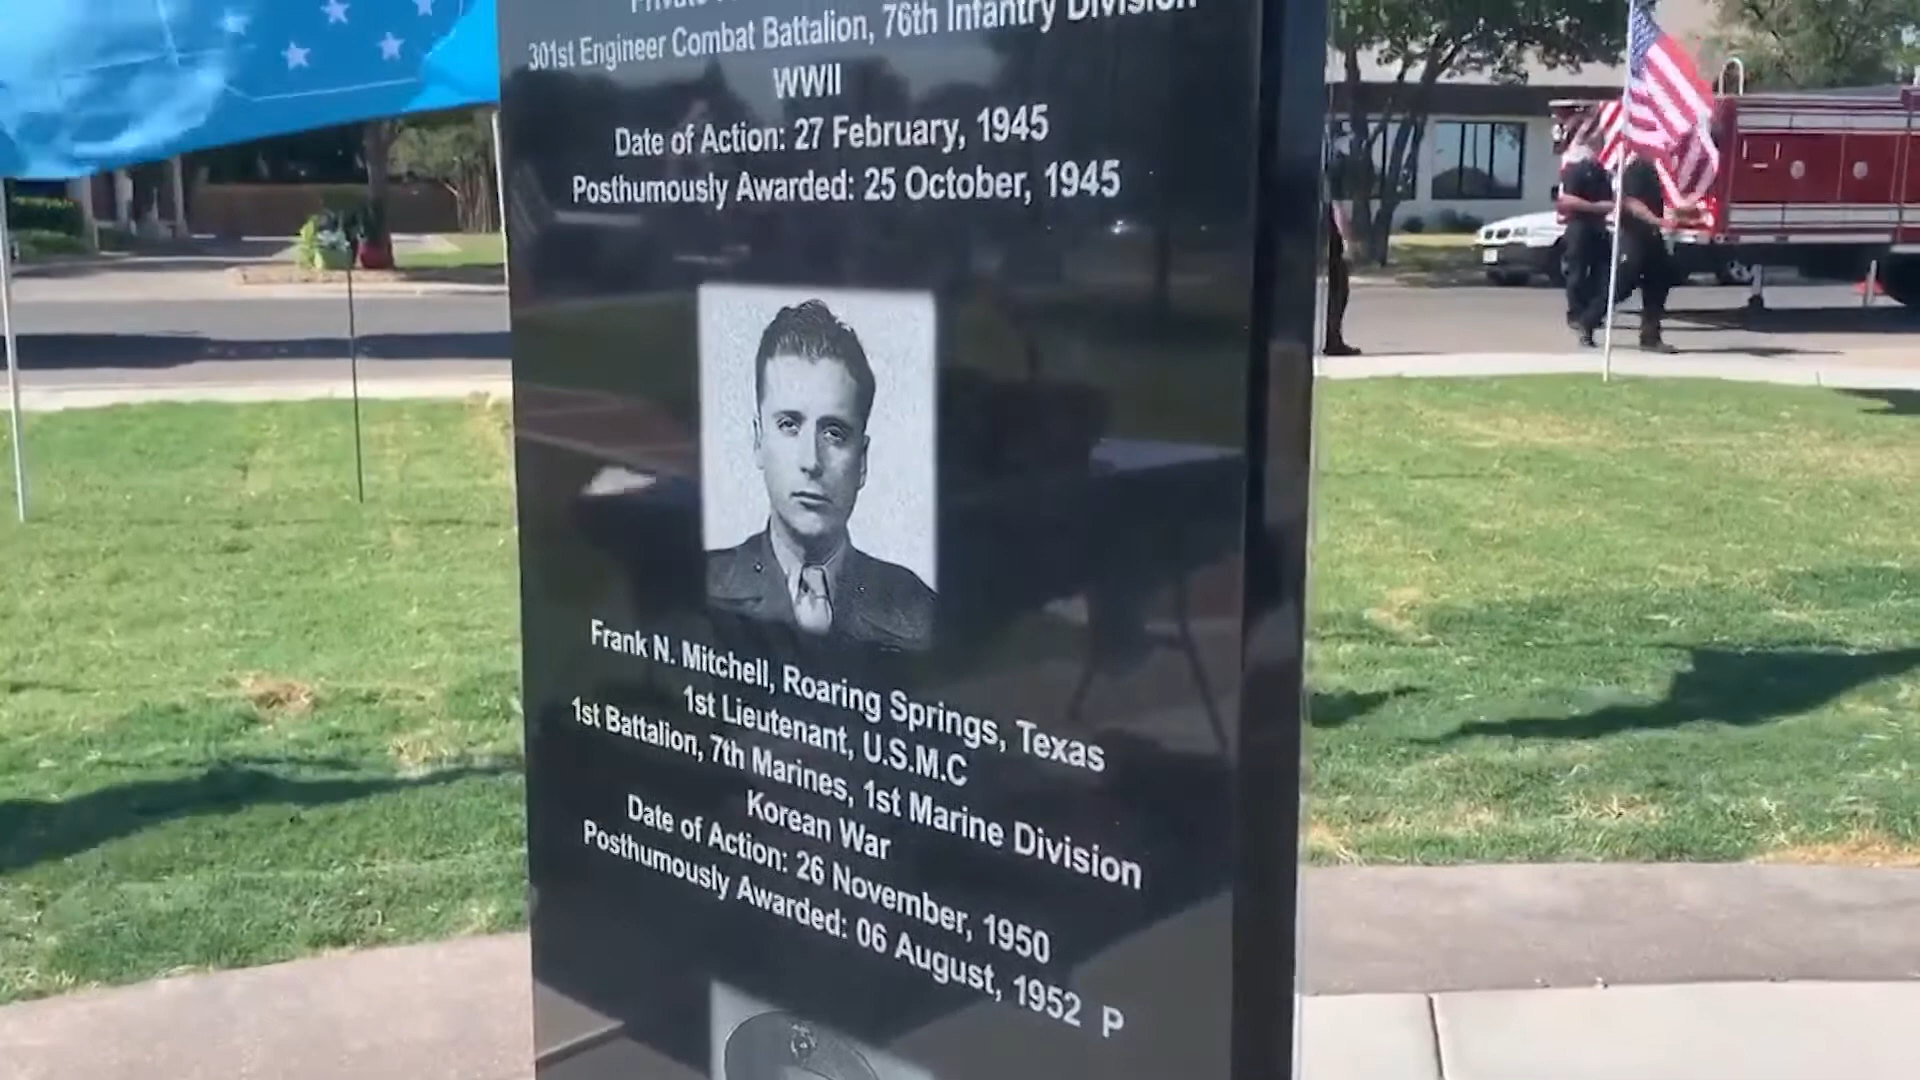 Private
301st Engineer Combat Battalion, 76th Infantry Division
WWII
Date of Action: 27 February, 1945
Posthumously Awarded: 25 October, 1945
Frank N. Mitchell, Roaring Springs, Texas
1st Lieutenant, U.S.M.C
1st Battalion, 7th Marines, 1st Marine Division
Korean War
Date of Action: 26 November, 1950
Posthumously Awarded: 06 August, 1952 P